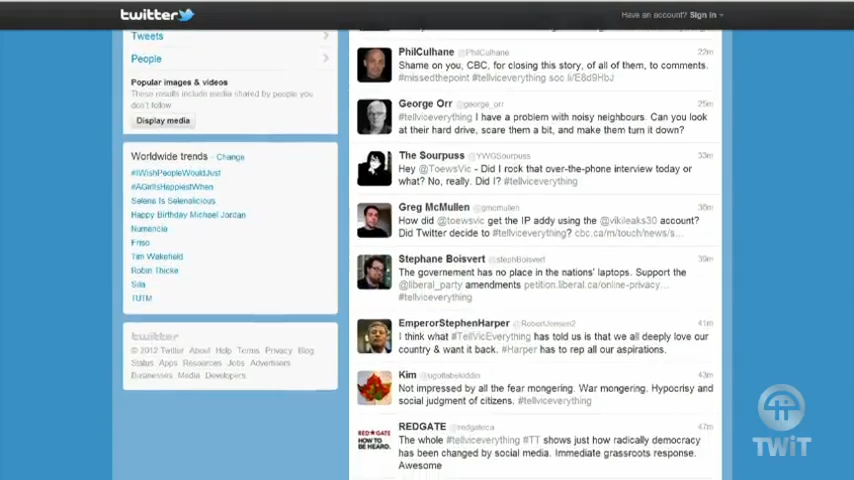 twitter
Have an account? Sign in
Tweets
People
Popular images & videos
These results include media shared by people you
don't follow
Display media
Worldwide trends · Change
#IWishPeopleWouldJust
#AGirlIsHappiestWhen
Selena Is Selenalicious
Happy Birthday Michael Jordan
Numancia
Friso
Tim Wakefield
Robin Thicke
Sila
TUTM
twitter
© 2012 Twitter About Help Terms Privacy Blog
Status Apps Resources Jobs Advertisers
Businesses Media Developers
PhilCulhane @PhilCulhane 22m
Shame on you, CBC, for closing this story, of all of them, to comments.
#missedthepoint #tellviceverything soc.li/E8d9HbJ
George Orr @george_orr 25m
#tellviceverything I have a problem with noisy neighbours. Can you look
at their hard drive, scare them a bit, and make them turn it down?
The Sourpuss @YWGSourpuss 33m
Hey @ToewsVic - Did I rock that over-the-phone interview today or
what? No, really. Did I? #tellviceverything
Greg McMullen @gmcmullen 36m
How did @toewsvic get the IP addy using the @vikileaks30 account?
Did Twitter decide to #tellviceverything? cbc.ca/m/touch/news/s...
Stephane Boisvert @stephBoisvert 39m
The governement has no place in the nations' laptops. Support the
@liberal_party amendments petition.liberal.ca/online-privacy...
#tellviceverything
EmperorStephenHarper 41m
I think what #TellVicEverything has told us is that we all deeply love our
country & want it back. #Harper has to rep all our aspirations.
Kim @ugottabekiddin 43m
Not impressed by all the fear mongering. War mongering. Hypocrisy and
social judgment of citizens. #tellviceverything
RED GATE
HOW TO
BE HEARD.
REDGATE @redgateca 47m
The whole #tellviceverything #TT shows just how radically democracy
has been changed by social media. Immediate grassroots response.
Awesome
TWiT